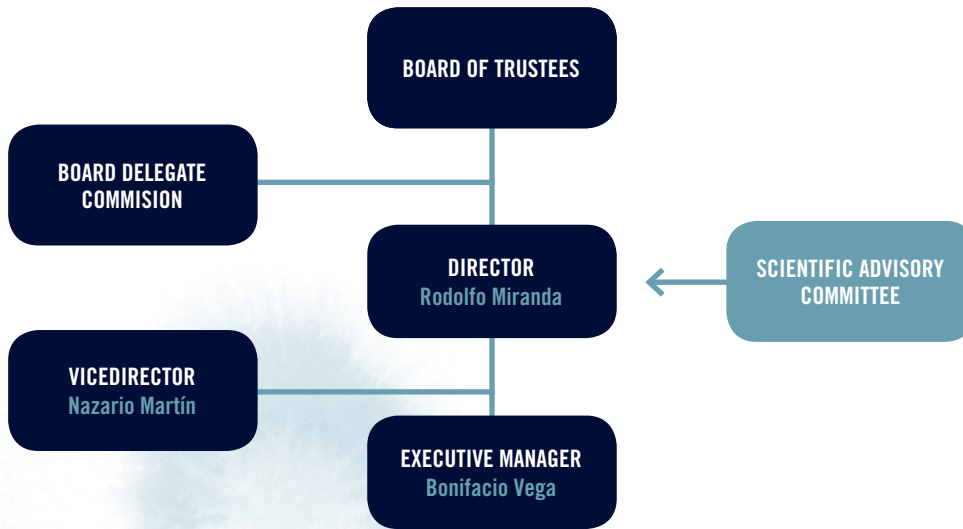 BOARD OF TRUSTEES
BOARD DELEGATE
COMMISION
DIRECTOR
Rodolfo Miranda
SCIENTIFIC ADVISORY
COMMITTEE
VICEDIRECTOR
Nazario Martín
EXECUTIVE MANAGER
Bonifacio Vega